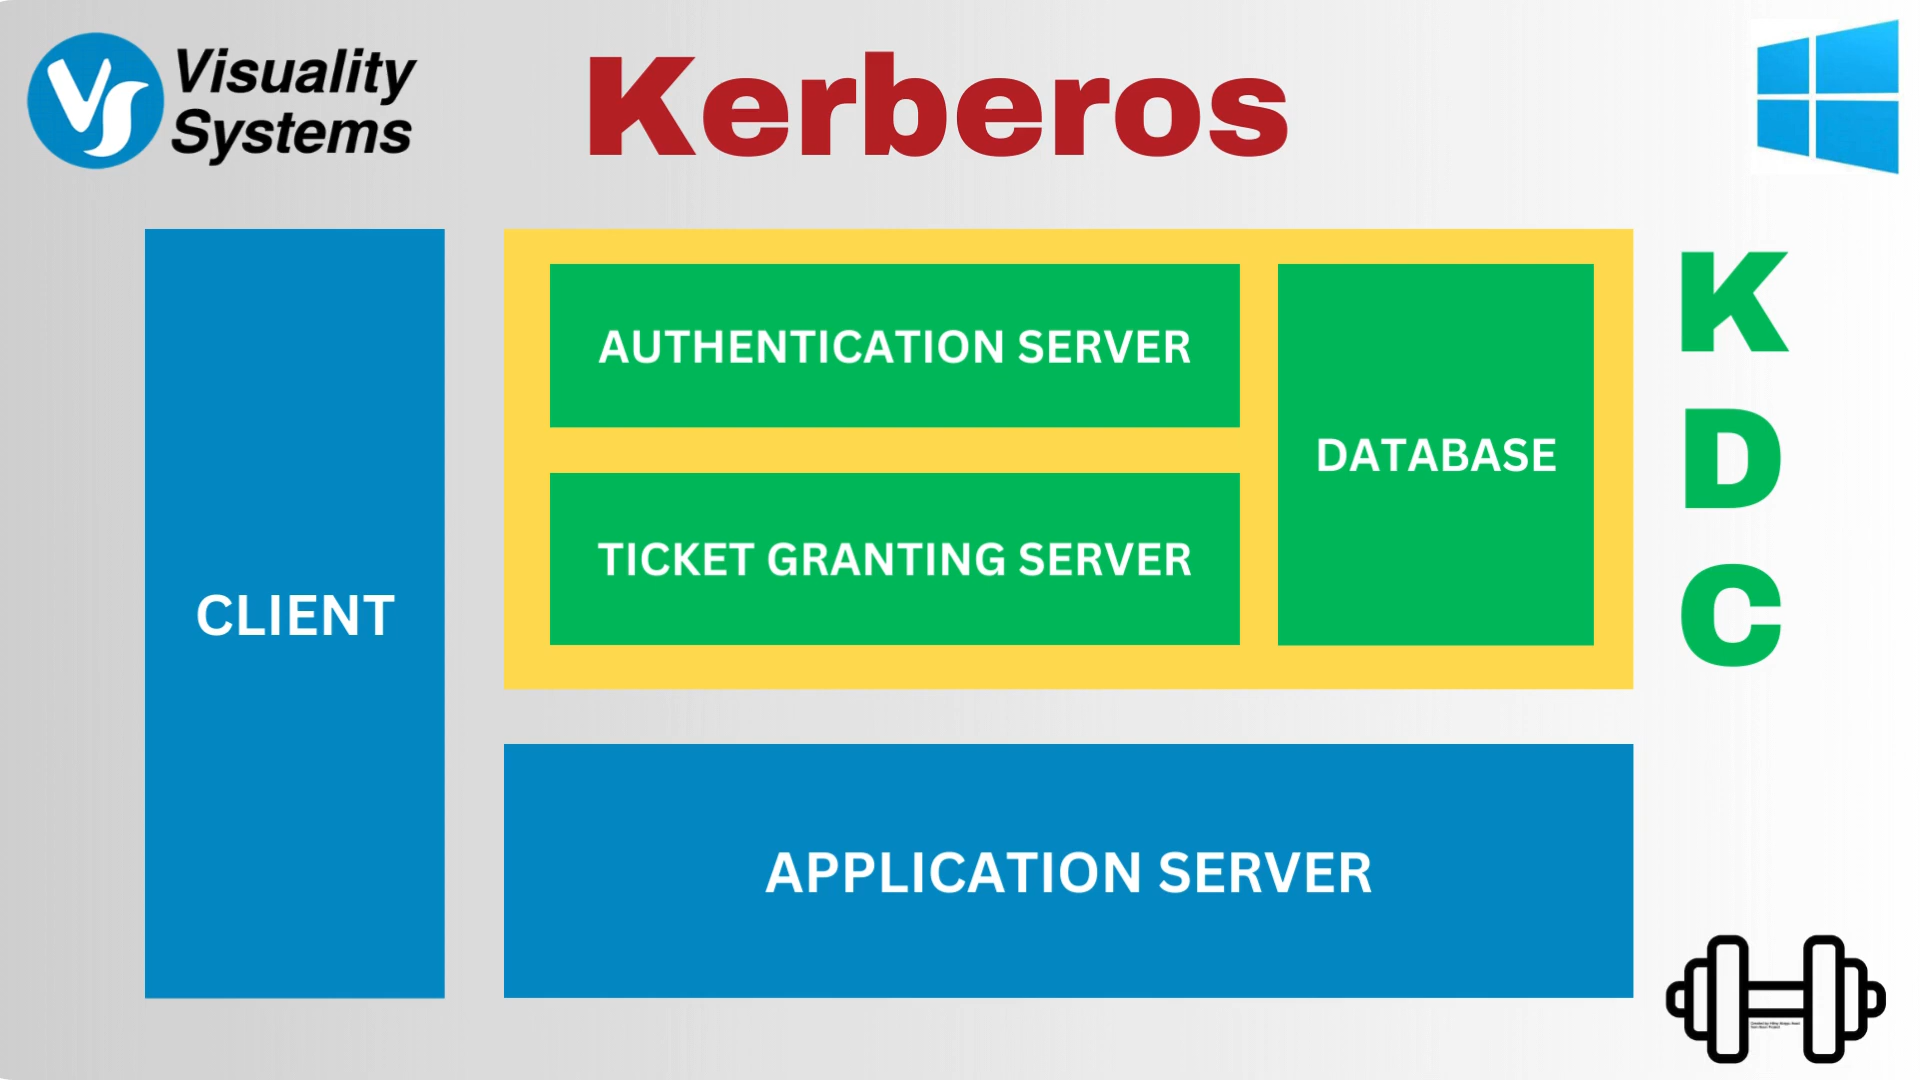 Visuality
Systems
Kerberos
CLIENT
AUTHENTICATION SERVER
TICKET GRANTING SERVER
DATABASE
K
D
C
APPLICATION SERVER